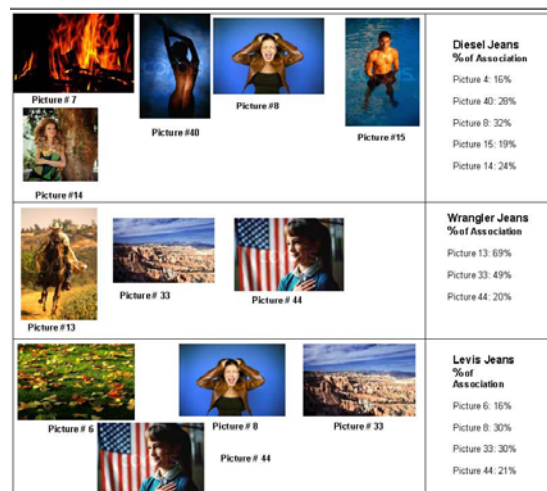 Picture # 7
Picture #40
Picture #8
Picture #15
Picture #14
Diesel Jeans
% of Association
Picture 4: 16%
Picture 40: 28%
Picture 8: 32%
Picture 15: 19%
Picture 14: 24%
Picture #13
Picture # 33
Picture # 44
Wrangler Jeans
% of Association
Picture 13: 69%
Picture 33: 49%
Picture 44: 20%
Picture # 6
Picture # 8
Picture # 33
Picture # 44
Levis Jeans
% of
Association
Picture 6: 16%
Picture 8: 30%
Picture 33: 30%
Picture 44: 21%